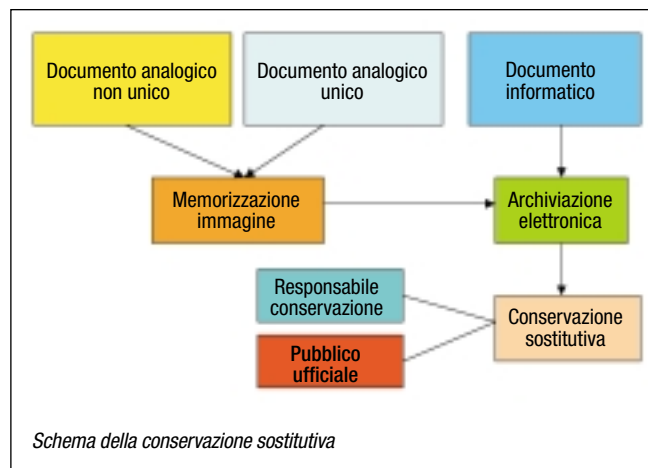 Documento analogico
non unico
Documento analogico
unico
Documento
informatico
Memorizzazione
immagine
Archiviazione
elettronica
Responsabile
conservazione
Conservazione
sostitutiva
Pubblico
ufficiale
Schema della conservazione sostitutiva